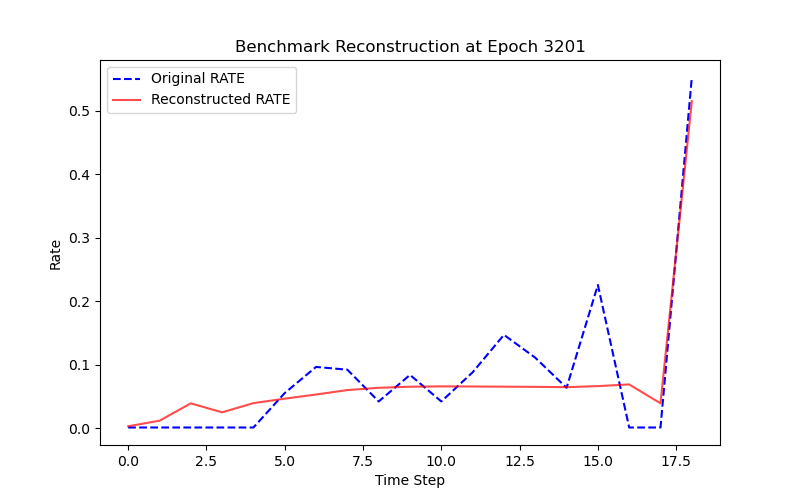 Benchmark Reconstruction at Epoch 3201
Original RATE
Reconstructed RATE
0.5
0.4
0.3
0.2
0.1
0.0
Rate
0.0 2.5 5.0 7.5 10.0 12.5 15.0 17.5
Time Step